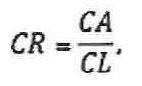 CR = CA/CL.